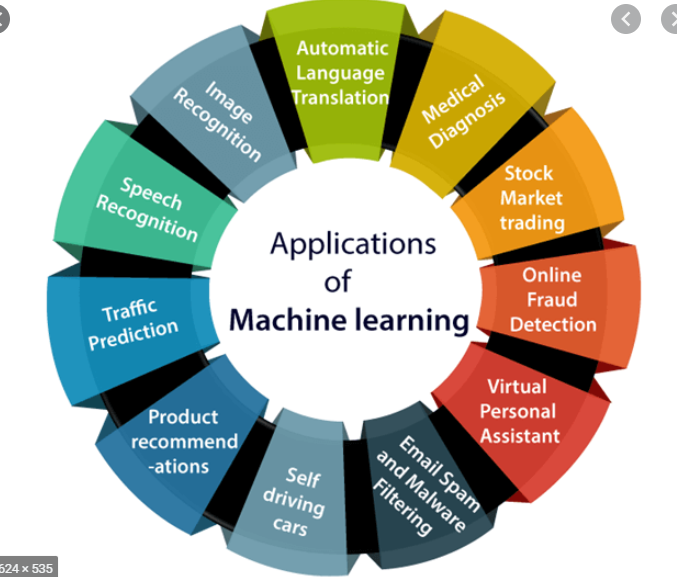 Applications
of
Machine learning
Automatic
Language
Translation
Medical
Diagnosis
Stock
Market
trading
Online
Fraud
Detection
Virtual
Personal
Assistant
Email Spam
and Malware
Filtering
Self
driving
cars
Product
recommend
-ations
Traffic
Prediction
Speech
Recognition
Image
Recognition
624 × 535